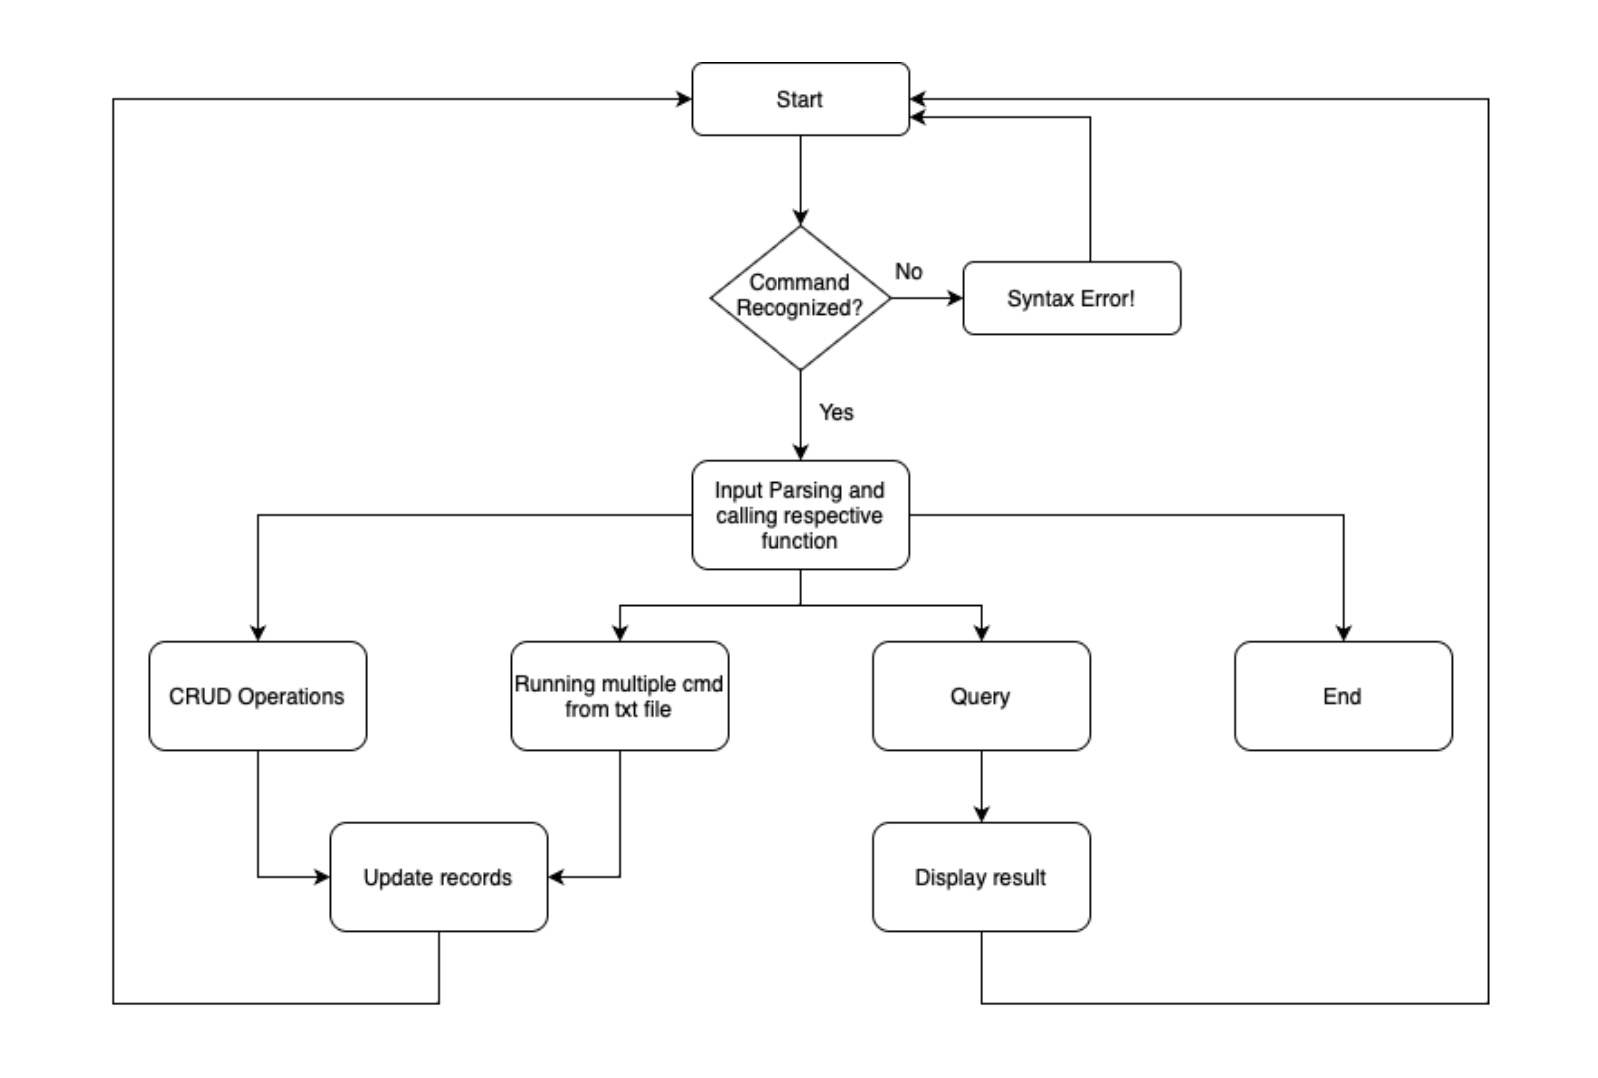 Start
Command
Recognized?
No
Syntax Error!
Yes
Input Parsing and
calling respective
function
CRUD Operations
Running multiple cmd
from txt file
Query
End
Update records
Display result